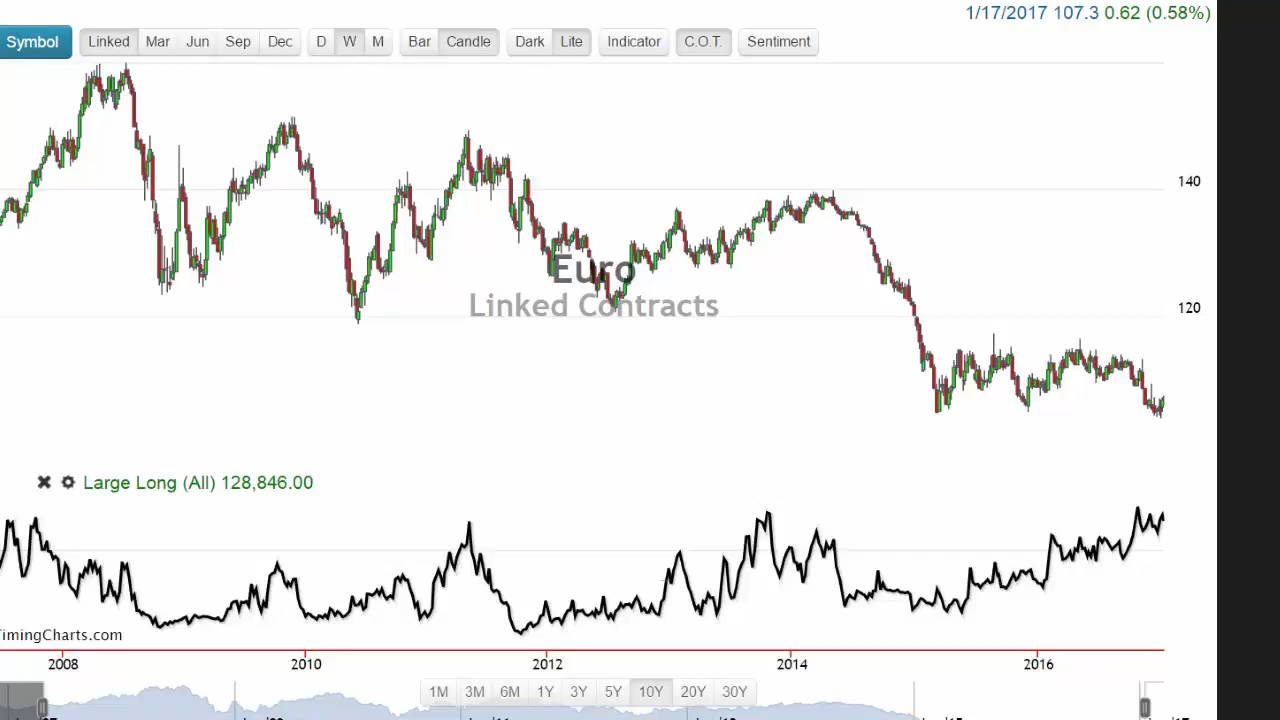 1/17/2017 107.3 0.62 (0.58%)
Symbol Linked Mar Jun Sep Dec D W M Bar Candle Dark Lite Indicator C.O.T. Sentiment
140
Euro
Linked Contracts
120
Large Long (All) 128,846.00
TimingCharts.com
2008 2010 2012 2014 2016
1M 3M 6M 1Y 3Y 5Y 10Y 20Y 30Y